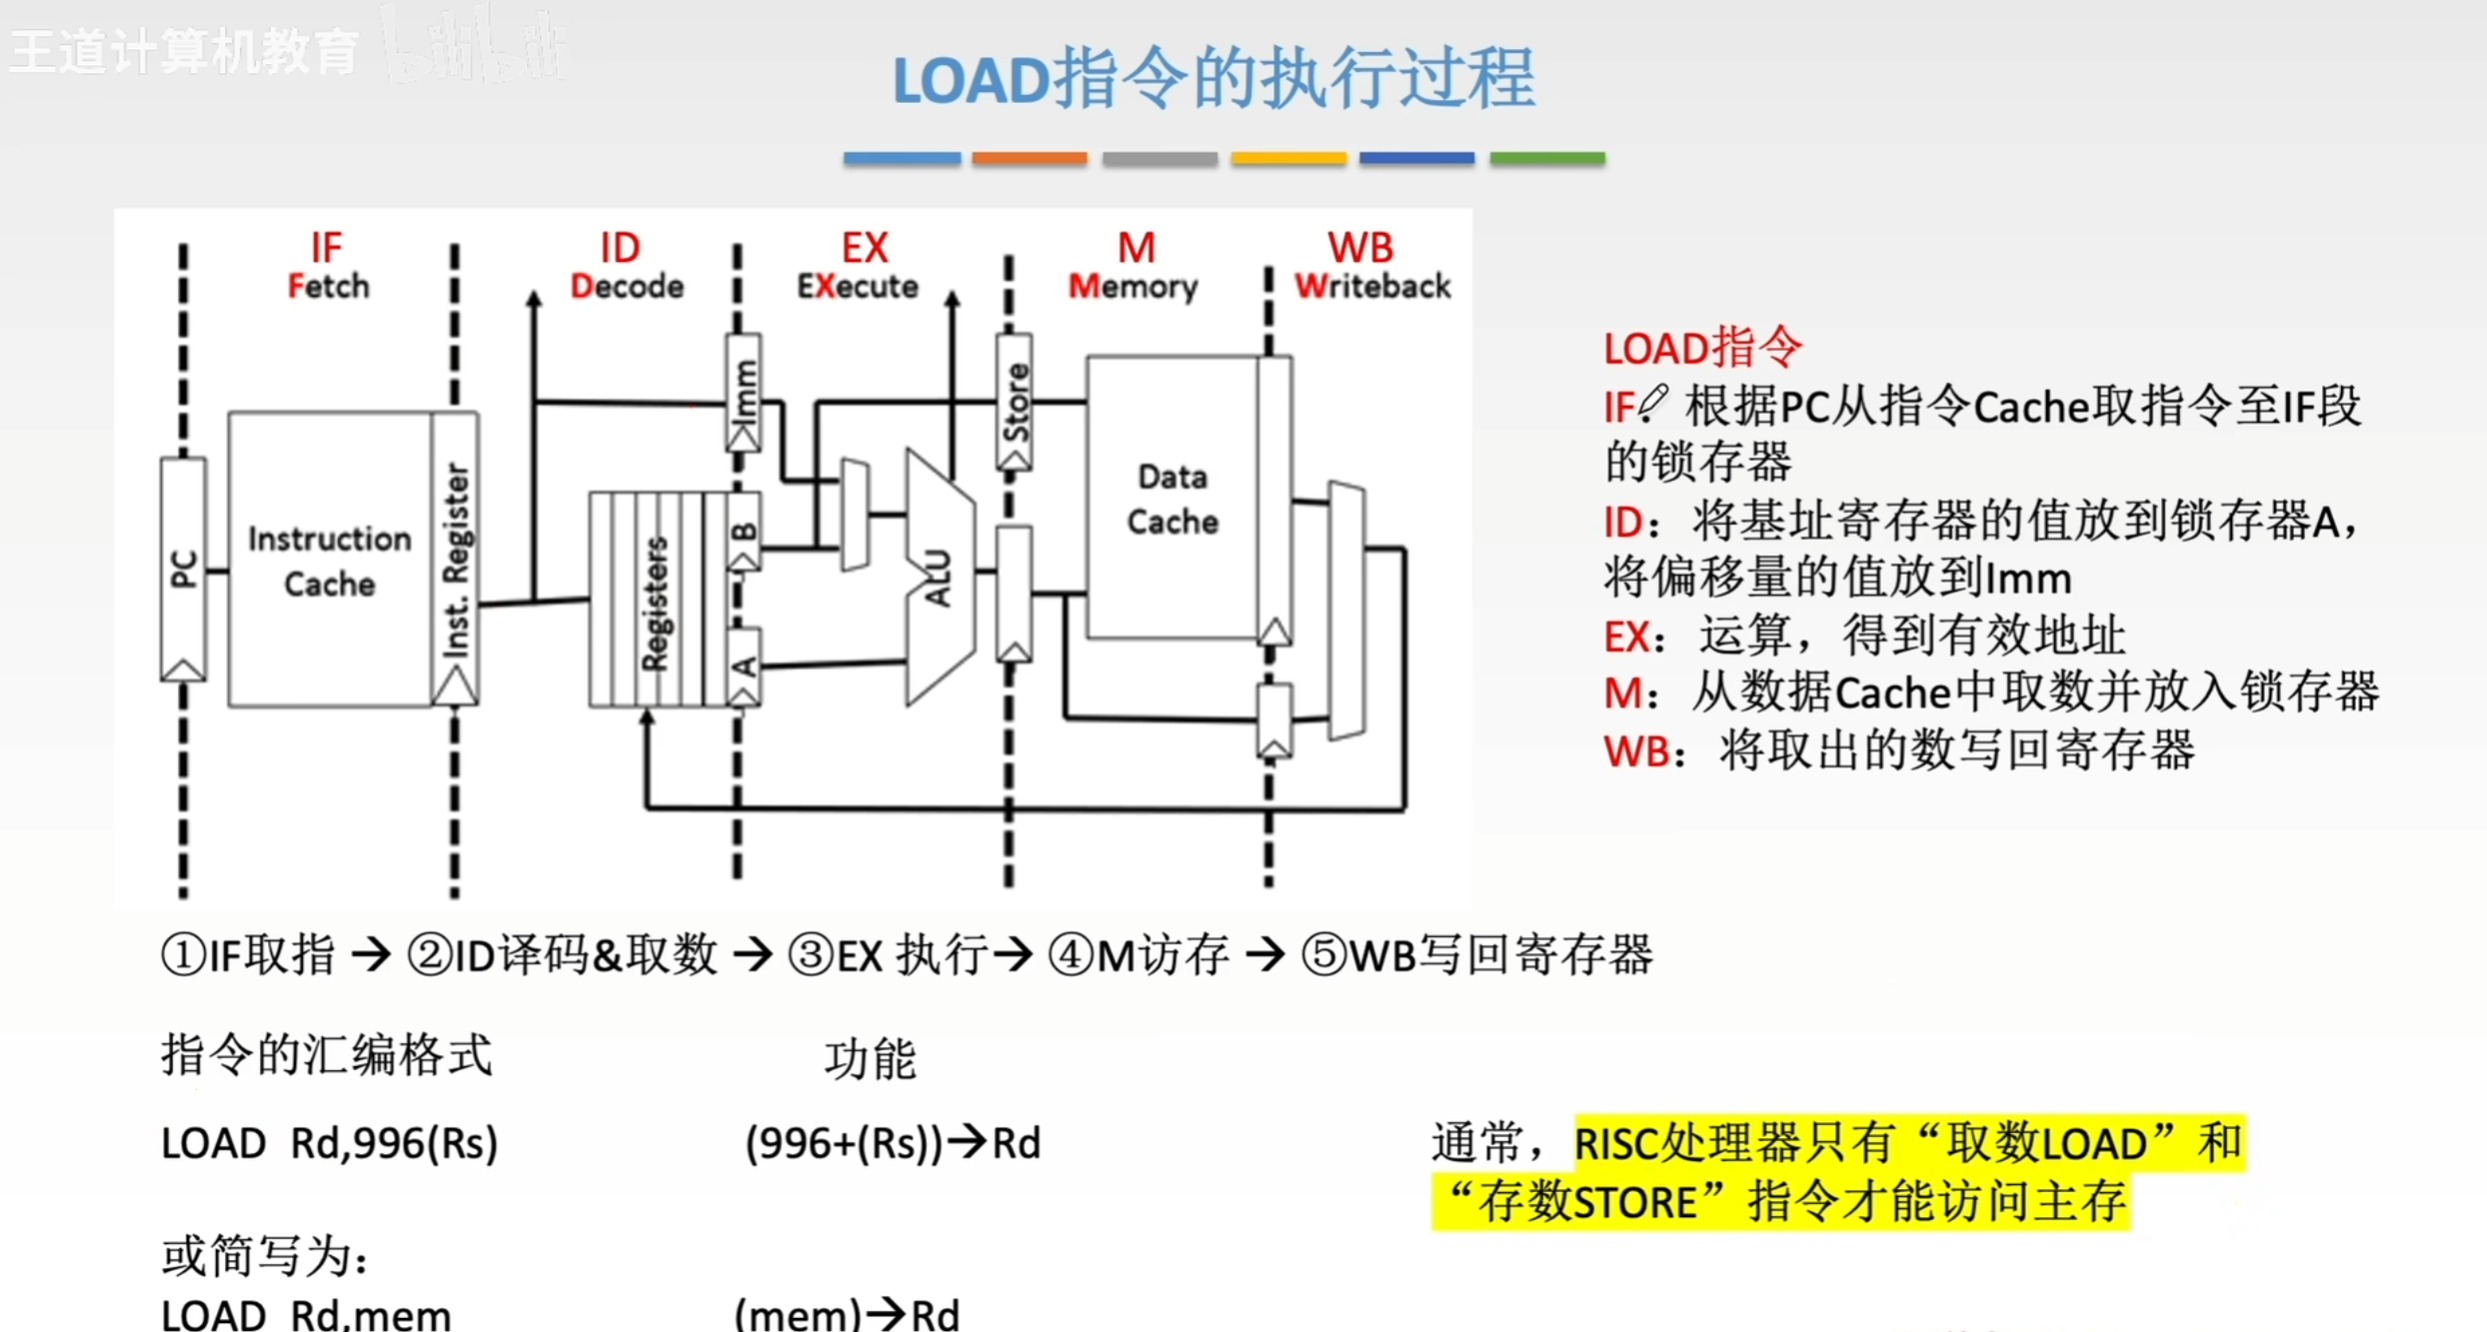 王道计算机教育 bilibili
LOAD指令的执行过程
IF
Fetch
ID
Decode
EX
EXecute
M
Memory
WB
Writeback
PC
Instruction
Cache
Inst. Register
Registers
Imm
B
A
ALU
Store
Data
Cache
LOAD指令
IF 根据PC从指令Cache取指令至IF段
的锁存器
ID：将基址寄存器的值放到锁存器A，
将偏移量的值放到Imm
EX：运算，得到有效地址
M：从数据Cache中取数并放入锁存器
WB：将取出的数写回寄存器
①IF取指 → ②ID译码&取数 → ③EX 执行→ ④M访存 → ⑤WB写回寄存器
指令的汇编格式 功能
LOAD Rd,996(Rs) (996+(Rs))→Rd
通常，RISC处理器只有“取数LOAD”和
“存数STORE”指令才能访问主存
或简写为：
LOAD Rd,mem (mem)→Rd